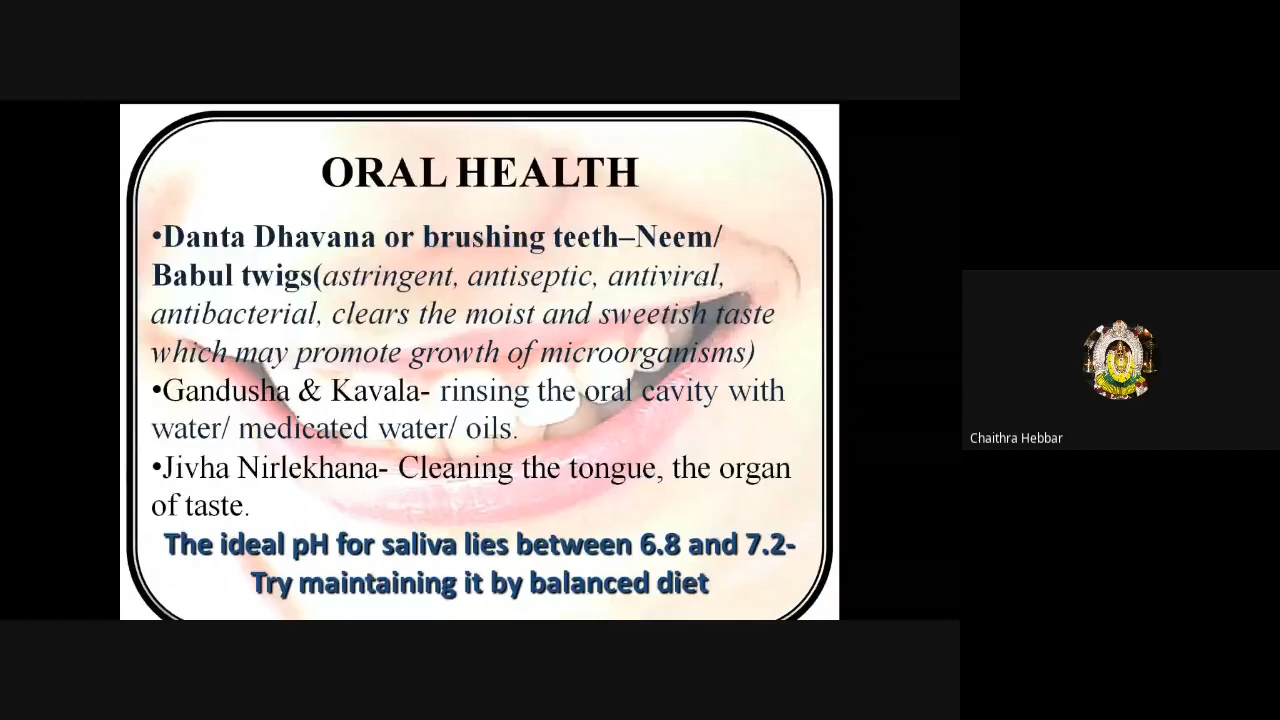 ORAL HEALTH
•Danta Dhavana or brushing teeth–Neem/
Babul twigs(astringent, antiseptic, antiviral,
antibacterial, clears the moist and sweetish taste
which may promote growth of microorganisms)
•Gandusha & Kavala- rinsing the oral cavity with
water/ medicated water/ oils.
•Jivha Nirlekhana- Cleaning the tongue, the organ
of taste.
The ideal pH for saliva lies between 6.8 and 7.2-
Try maintaining it by balanced diet
Chaithra Hebbar